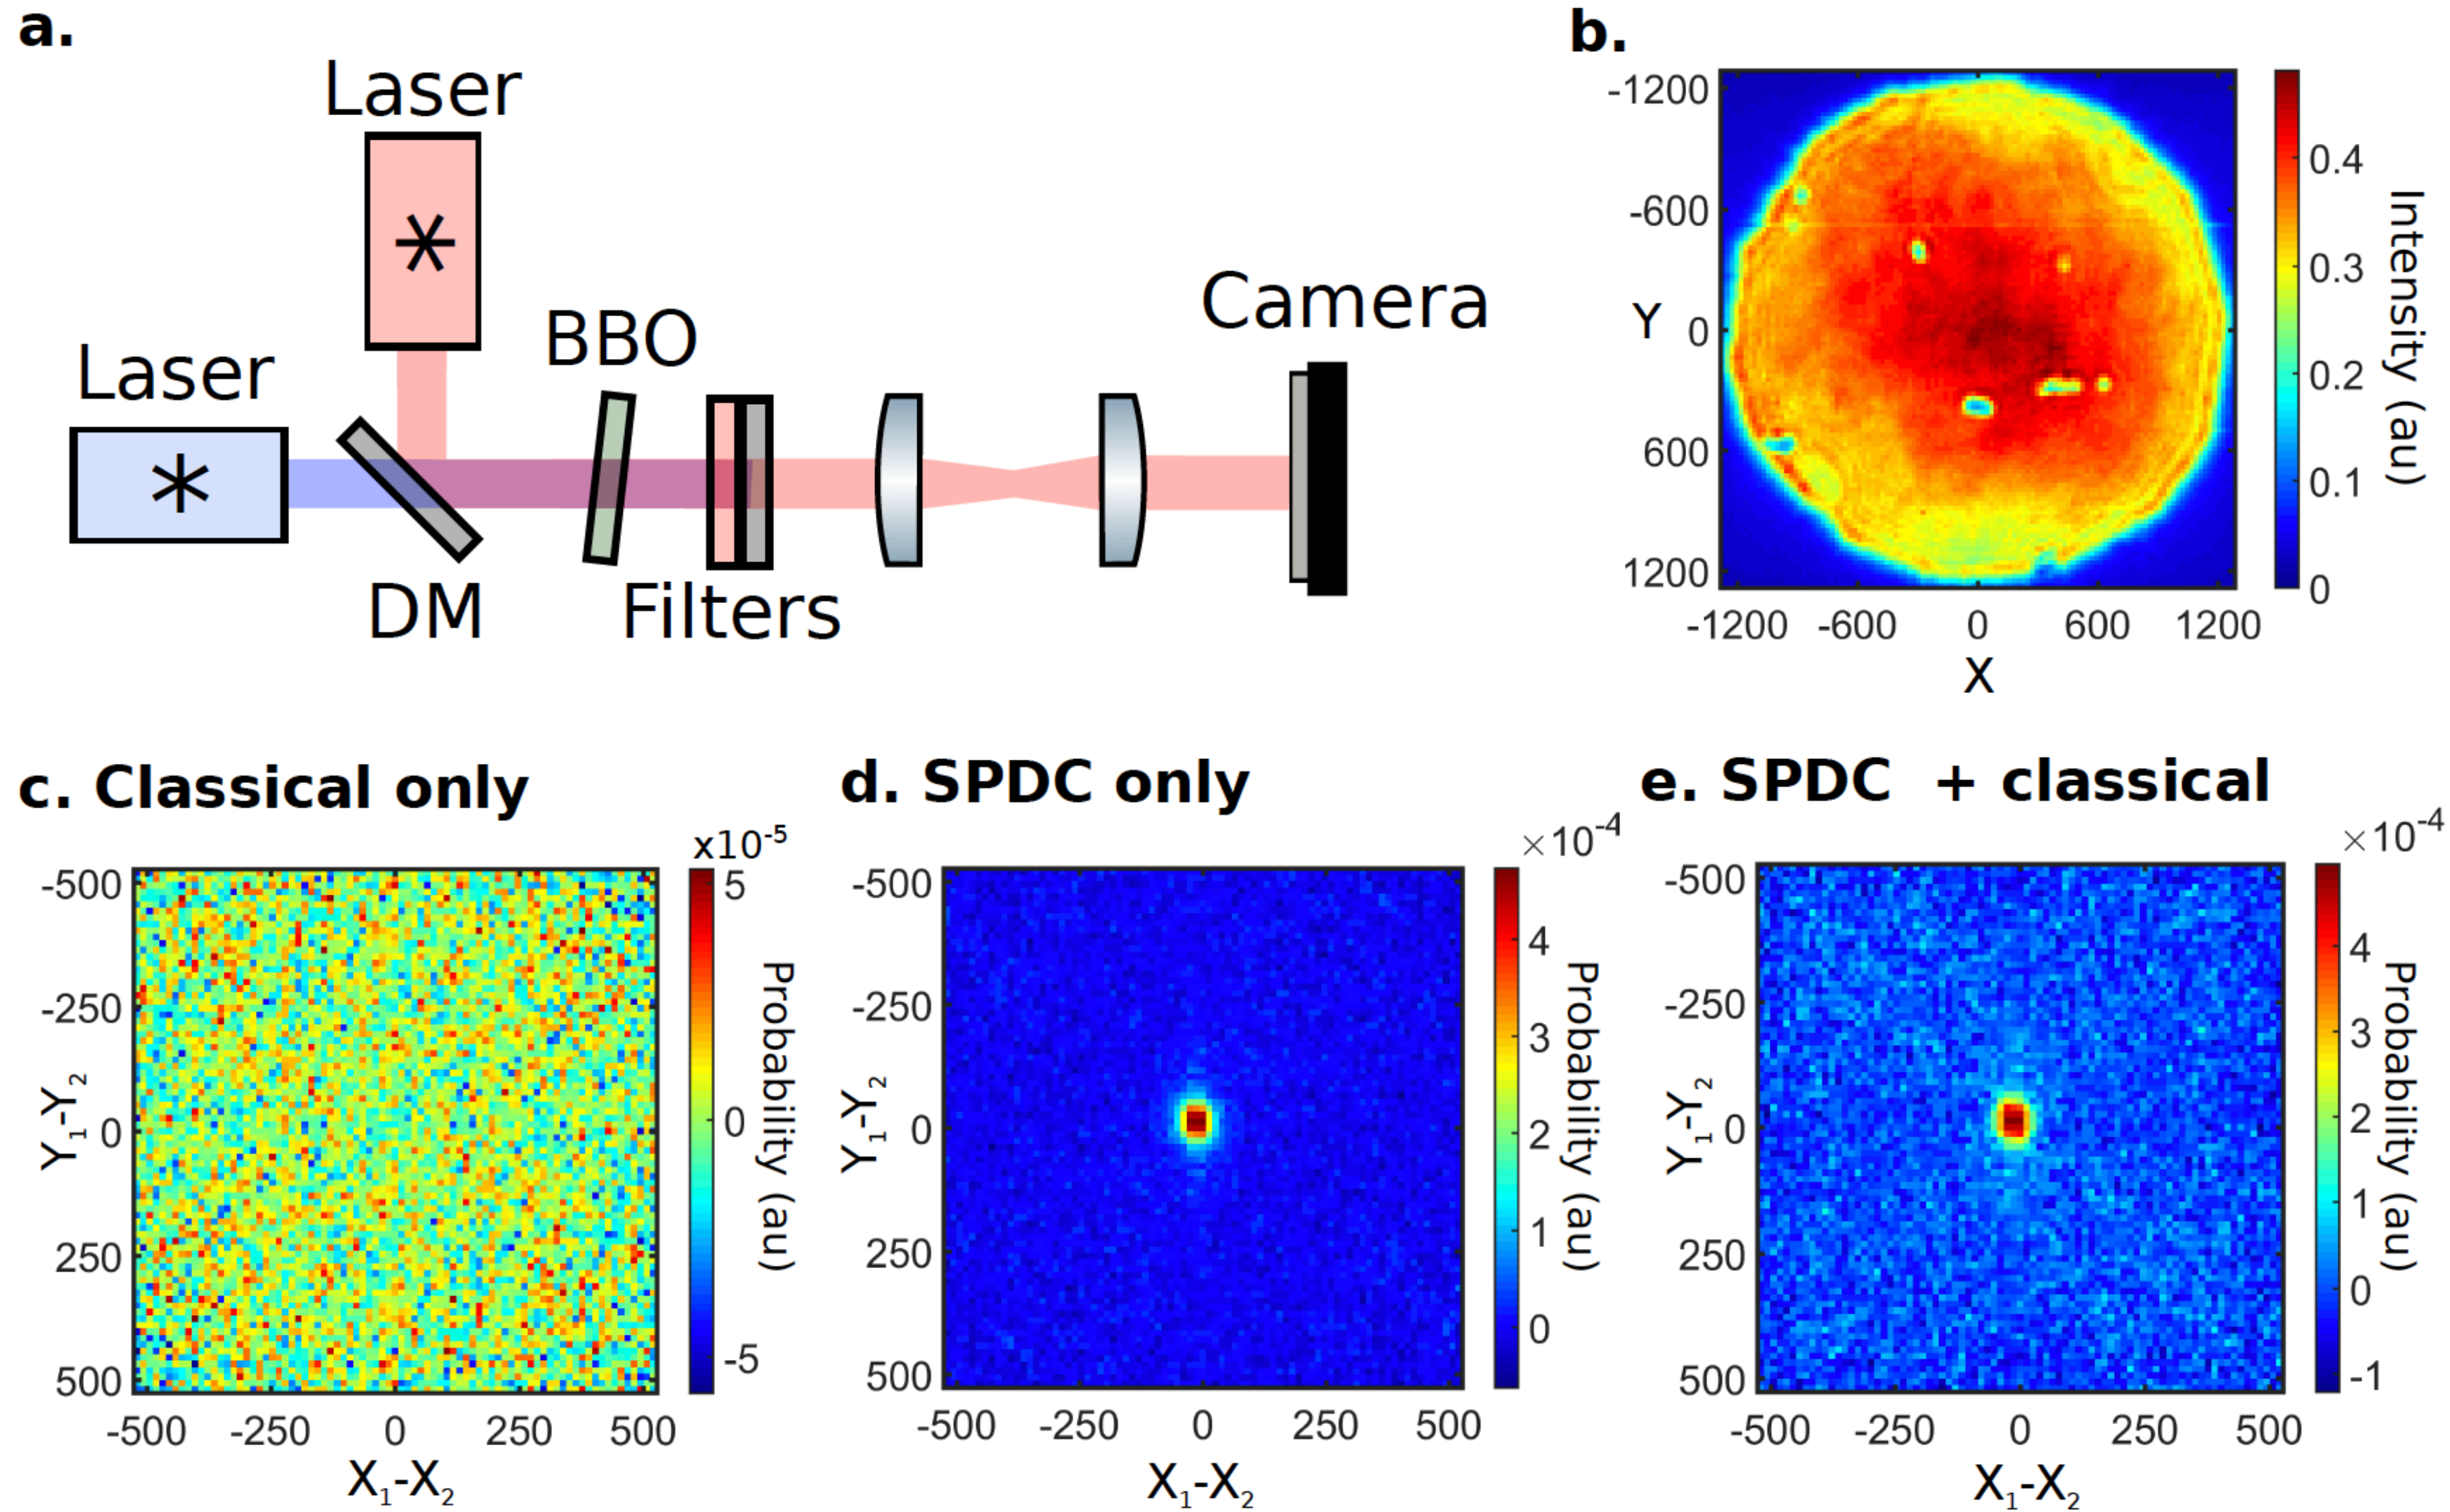 a.
Laser
Laser
BBO
Camera
DM
Filters
b.
-1200
-600
0
600
1200
Y
-1200 -600 0 600 1200
X
0.4
0.3
0.2
0.1
0
Intensity (au)
c. Classical only
x10-5
-500
-250
0
250
500
Y1-Y2
-500 -250 0 250 500
X1-X2
5
0
-5
Probability (au)
d. SPDC only
×10-4
-500
-250
0
250
500
Y1-Y2
-500 -250 0 250 500
X1-X2
4
3
2
1
0
Probability (au)
e. SPDC + classical
×10-4
-500
-250
0
250
500
Y1-Y2
-500 -250 0 250 500
X1-X2
4
3
2
1
0
-1
Probability (au)